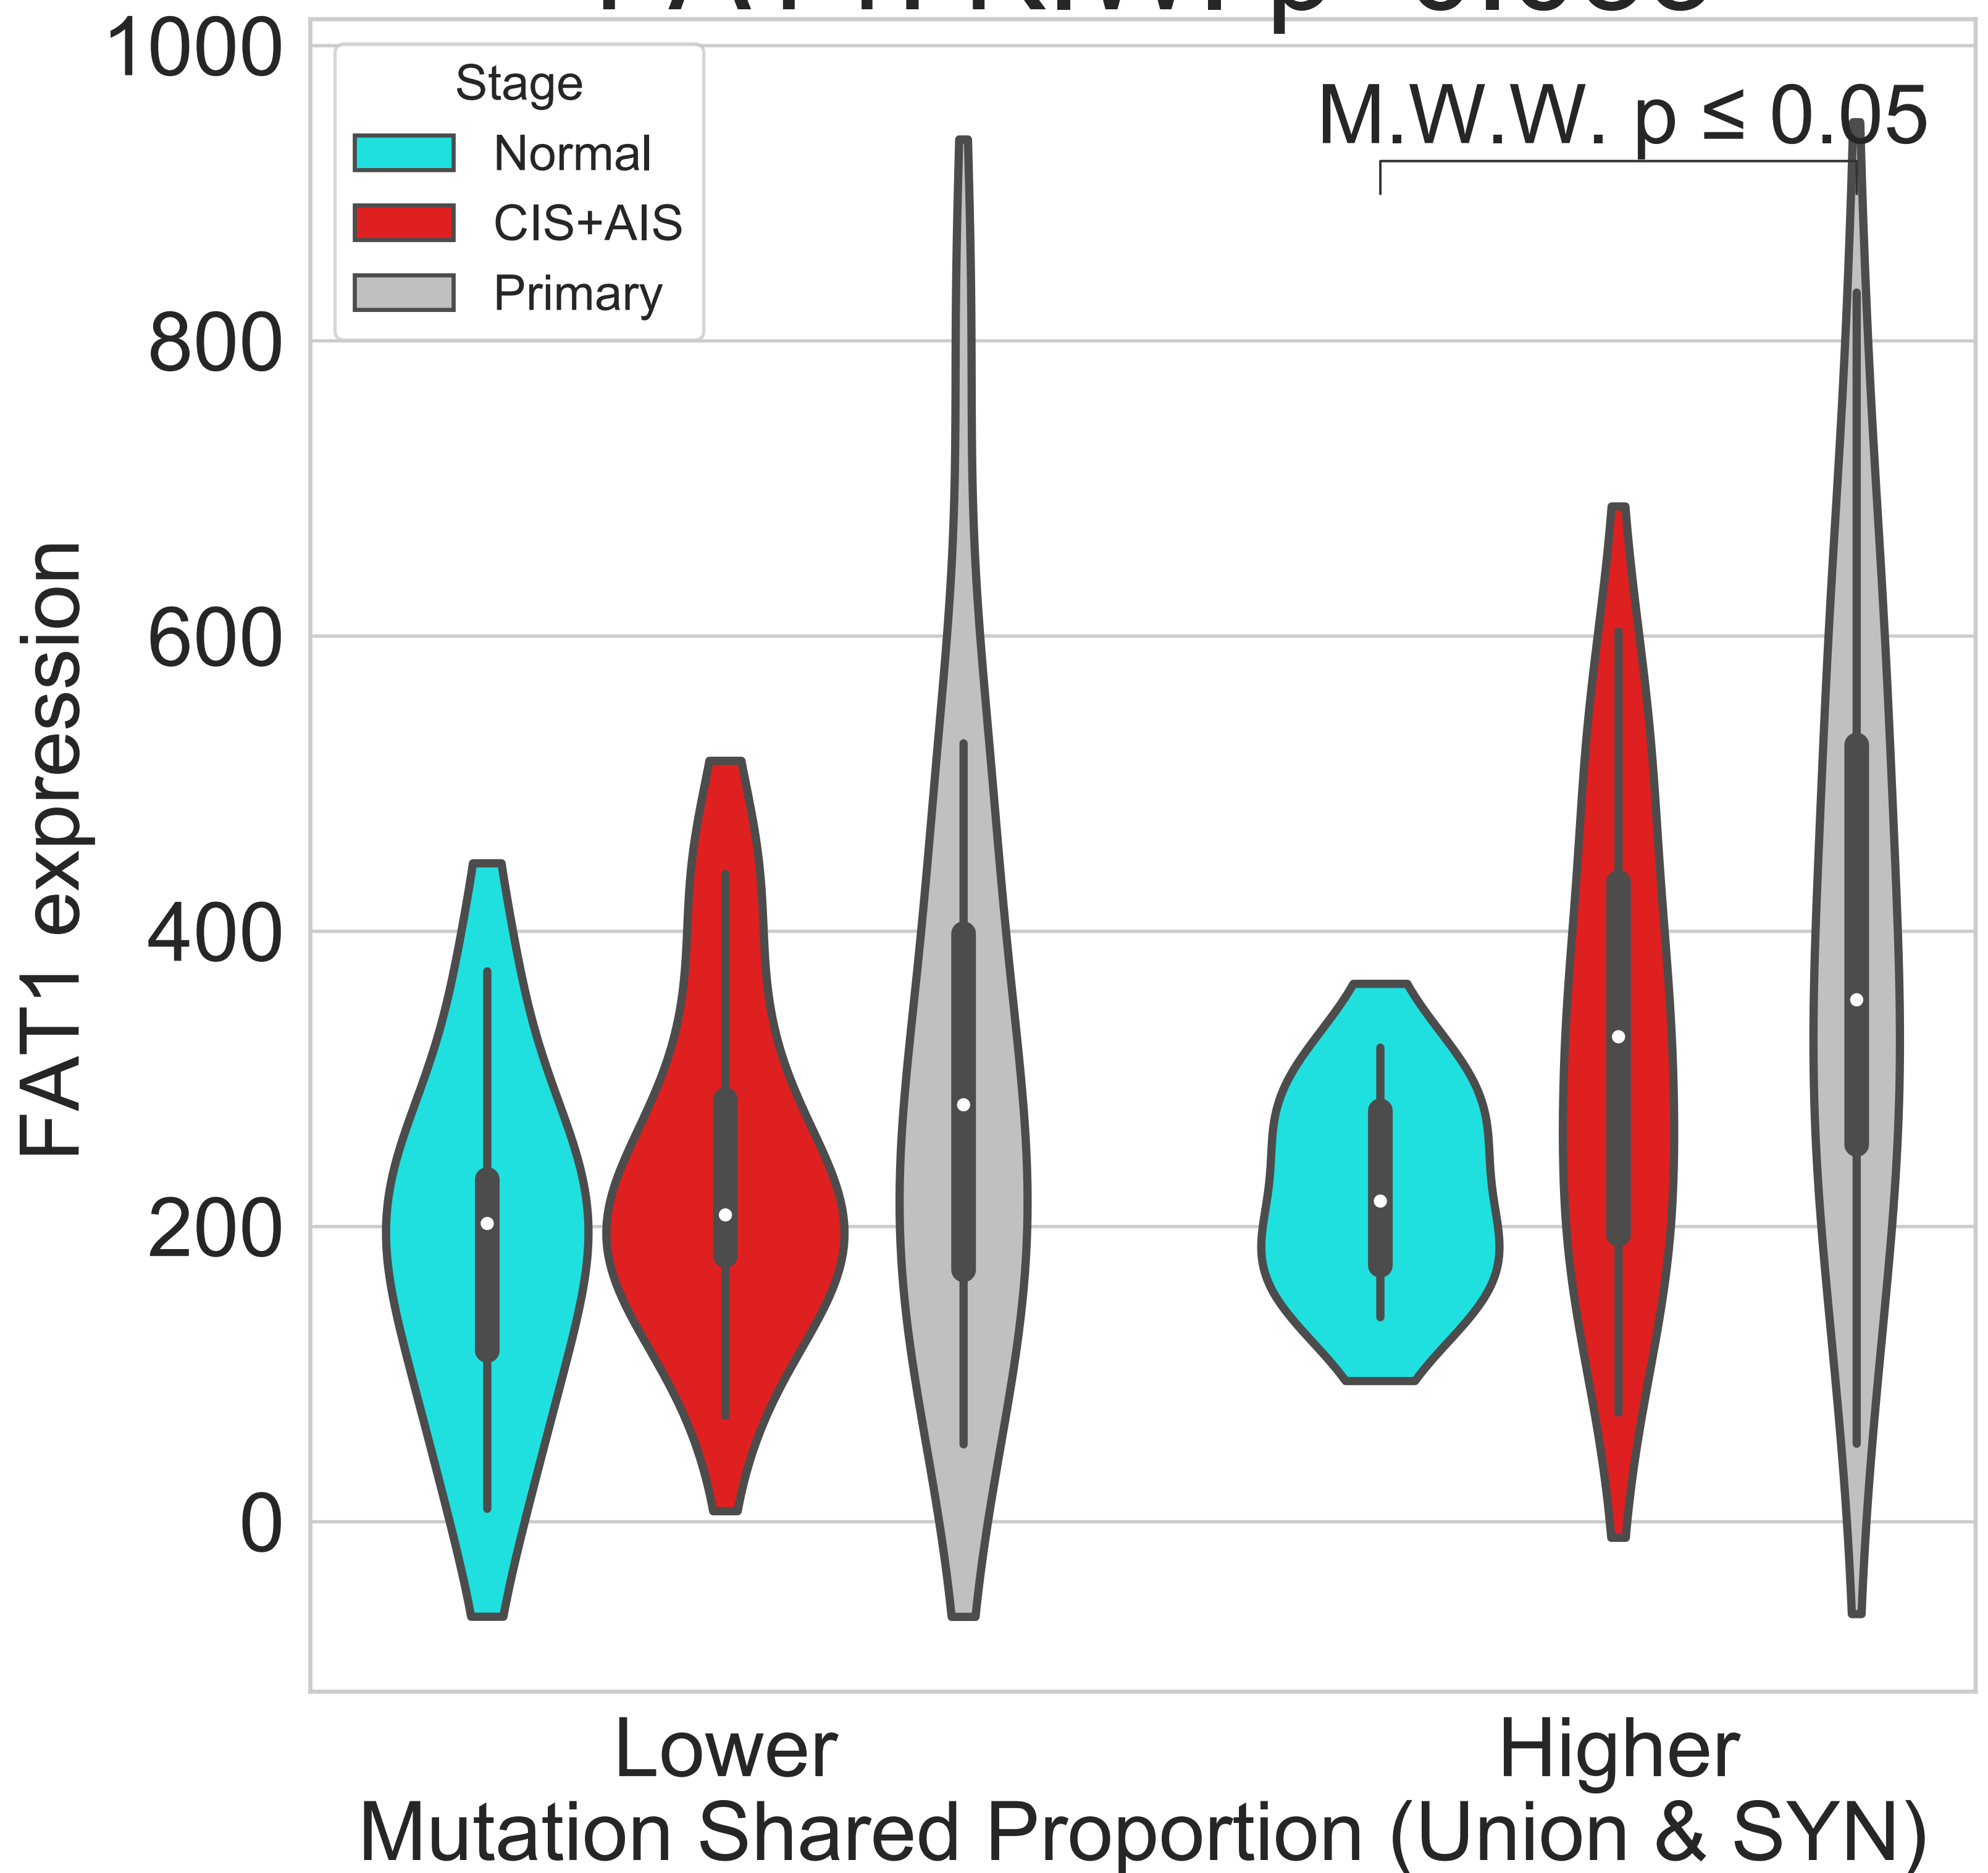 1000
M.W.W. p ≤ 0.05
Stage
Normal
CIS+AIS
Primary
800
600
400
200
0
FAT1 expression
Lower
Higher
Mutation Shared Proportion (Union & SYN)